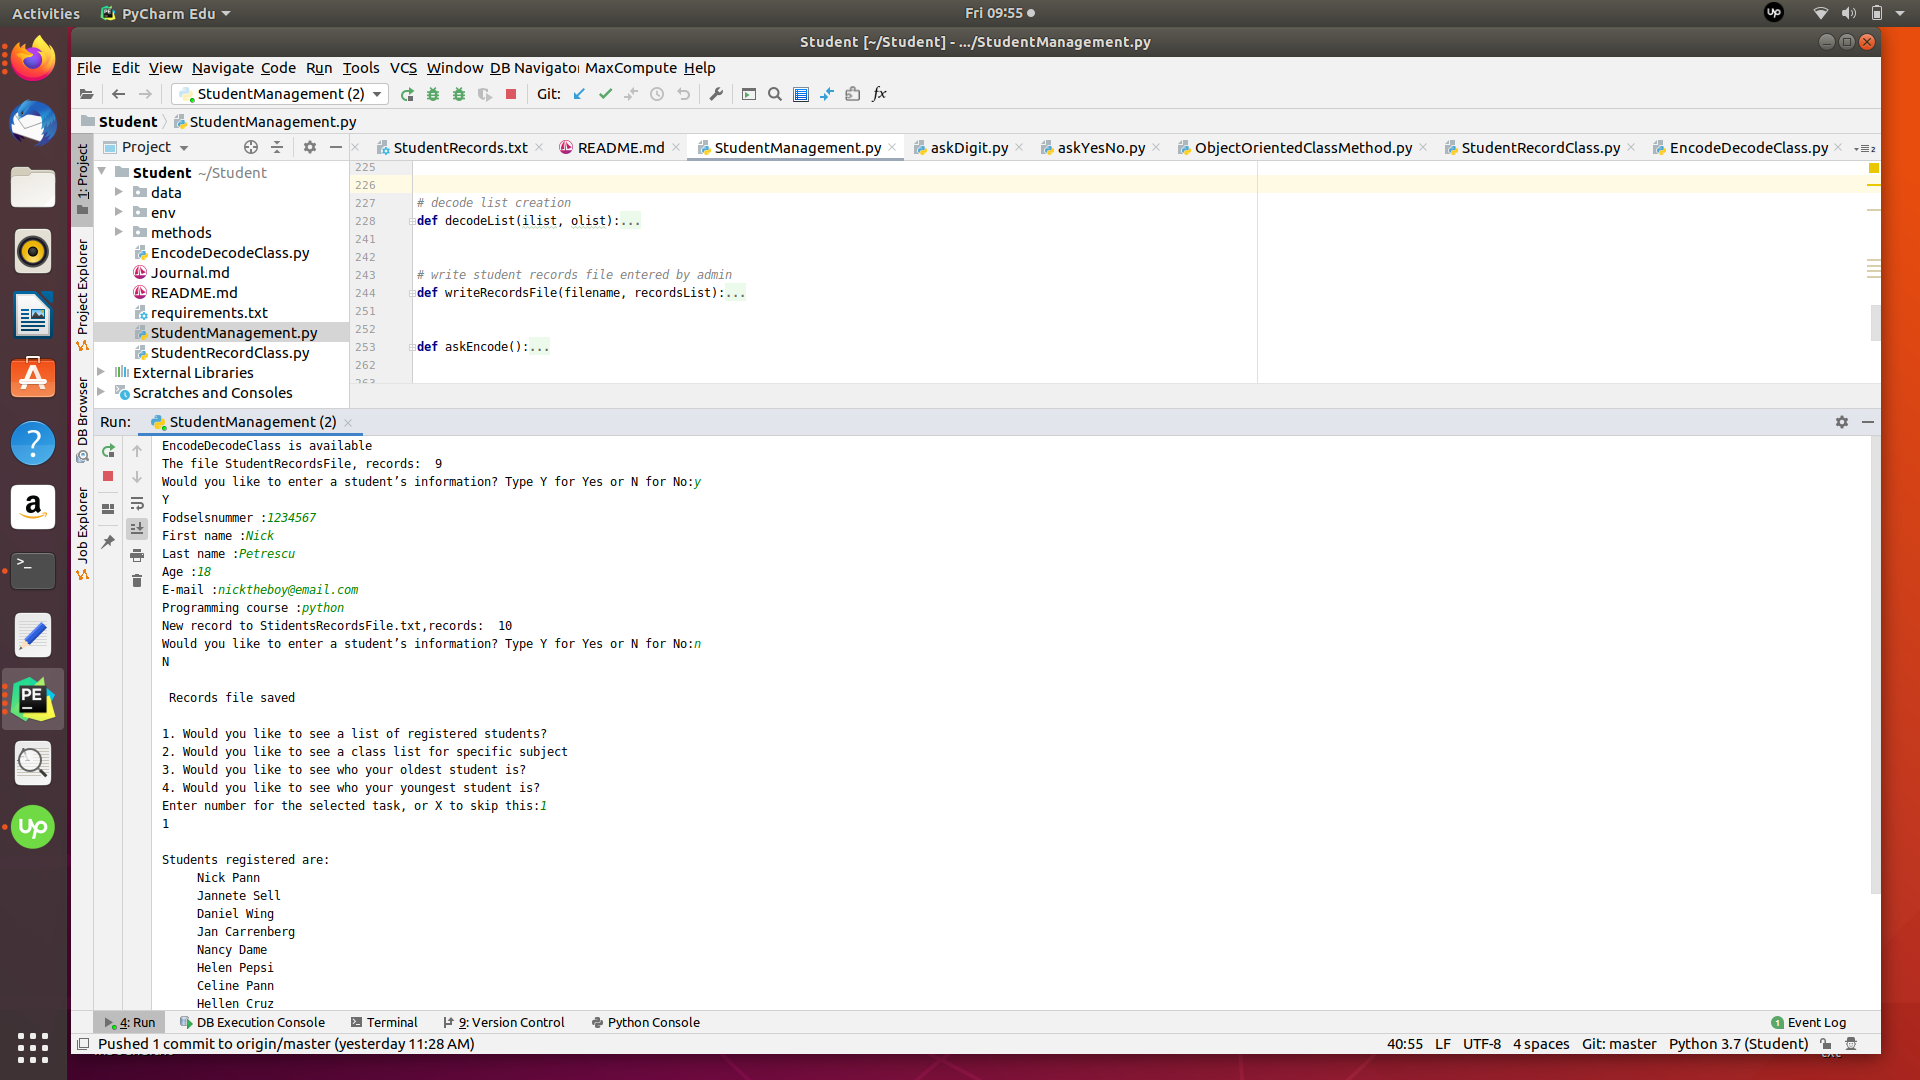 Activities PyCharm Edu Fri 09:55 up
Student [~/Student] - .../StudentManagement.py
File Edit View Navigate Code Run Tools VCS Window DB Navigator MaxCompute Help
StudentManagement (2) Git: fx
Student StudentManagement.py
Project StudentRecords.txt README.md StudentManagement.py askDigit.py askYesNo.py ObjectOrientedClassMethod.py StudentRecordClass.py EncodeDecodeClass.py
1: Project
Project Explorer
DB Browser
Job Explorer
Student ~/Student
data
env
methods
EncodeDecodeClass.py
Journal.md
README.md
requirements.txt
StudentManagement.py
StudentRecordClass.py
External Libraries
Scratches and Consoles
225
226
227 # decode list creation
228 def decodeList(ilist, olist):...
241
242
243 # write student records file entered by admin
244 def writeRecordsFile(filename, recordsList):...
251
252
253 def askEncode():...
262
263
Run: StudentManagement (2)
EncodeDecodeClass is available
The file StudentRecordsFile, records:  9
Would you like to enter a student’s information? Type Y for Yes or N for No:y
Y
Fodselsnummer :1234567
First name :Nick
Last name :Petrescu
Age :18
E-mail :nicktheboy@email.com
Programming course :python
New record to StidentsRecordsFile.txt,records:  10
Would you like to enter a student’s information? Type Y for Yes or N for No:n
N
Records file saved
1. Would you like to see a list of registered students?
2. Would you like to see a class list for specific subject
3. Would you like to see who your oldest student is?
4. Would you like to see who your youngest student is?
Enter number for the selected task, or X to skip this:1
1
Students registered are:
Nick Pann
Jannete Sell
Daniel Wing
Jan Carrenberg
Nancy Dame
Helen Pepsi
Celine Pann
Hellen Cruz
4: Run DB Execution Console Terminal 9: Version Control Python Console 1 Event Log
Pushed 1 commit to origin/master (yesterday 11:28 AM) 40:55 LF UTF-8 4 spaces Git: master Python 3.7 (Student)